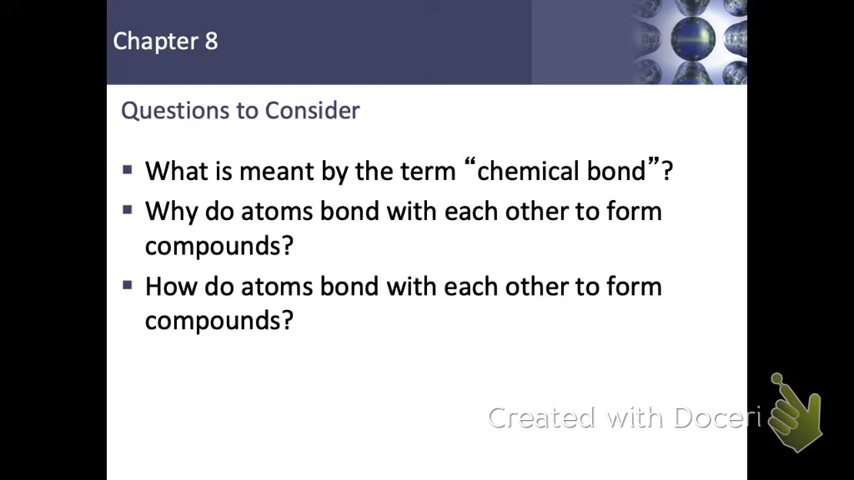 Chapter 8
Questions to Consider
What is meant by the term “chemical bond”?
Why do atoms bond with each other to form
compounds?
How do atoms bond with each other to form
compounds?
Created with Doceri